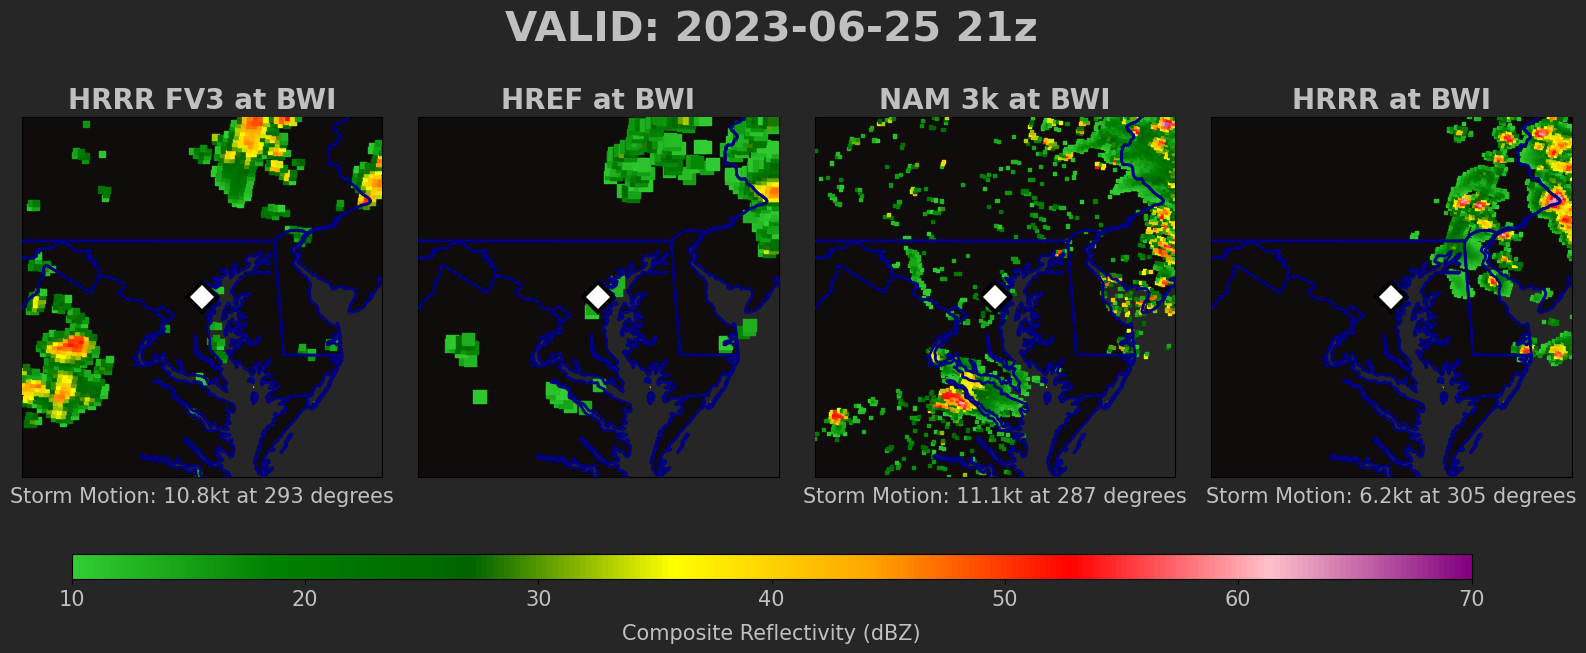 VALID: 2023-06-25 21z
HRRR FV3 at BWI
HREF at BWI
NAM 3k at BWI
HRRR at BWI
Storm Motion: 10.8kt at 293 degrees
Storm Motion: 11.1kt at 287 degrees
Storm Motion: 6.2kt at 305 degrees
10 20 30 40 50 60 70
Composite Reflectivity (dBZ)